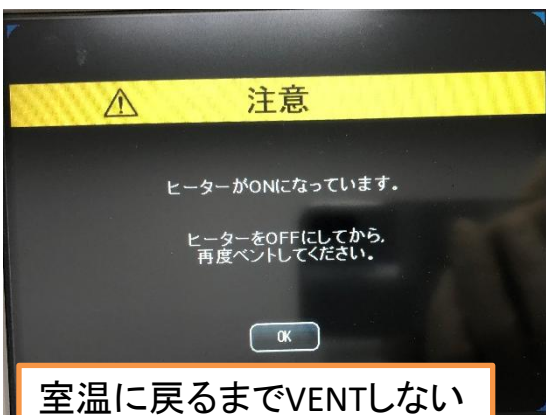 注意
ヒーターがONになっています。
ヒーターをOFFにしてから,
再度ベントしてください。
OK
室温に戻るまでVENTしない